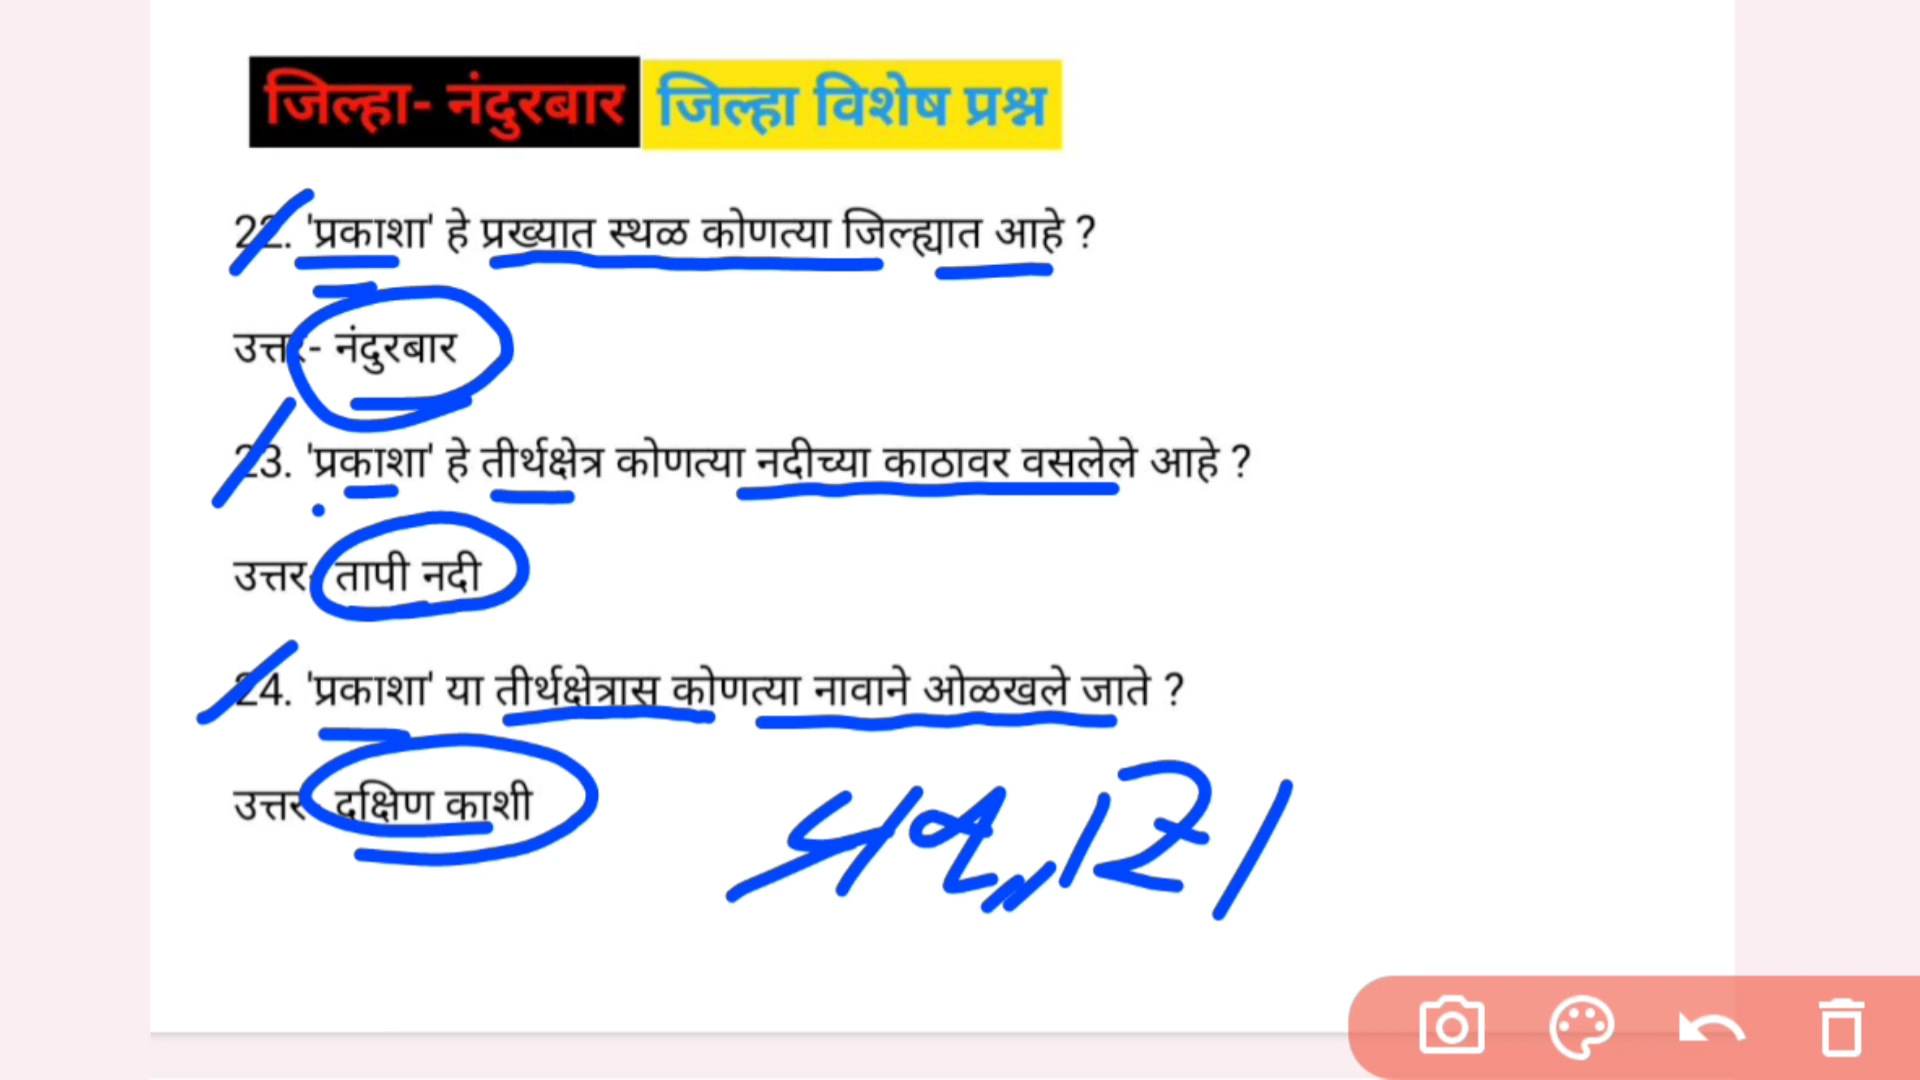 जिल्हा- नंदुरबार जिल्हा विशेष प्रश्न
22. 'प्रकाशा' हे प्रख्यात स्थळ कोणत्या जिल्ह्यात आहे ?
उत्तर- नंदुरबार
23. 'प्रकाशा' हे तीर्थक्षेत्र कोणत्या नदीच्या काठावर वसलेले आहे ?
उत्तर- तापी नदी
24. 'प्रकाशा' या तीर्थक्षेत्रास कोणत्या नावाने ओळखले जाते ?
उत्तर- दक्षिण काशी